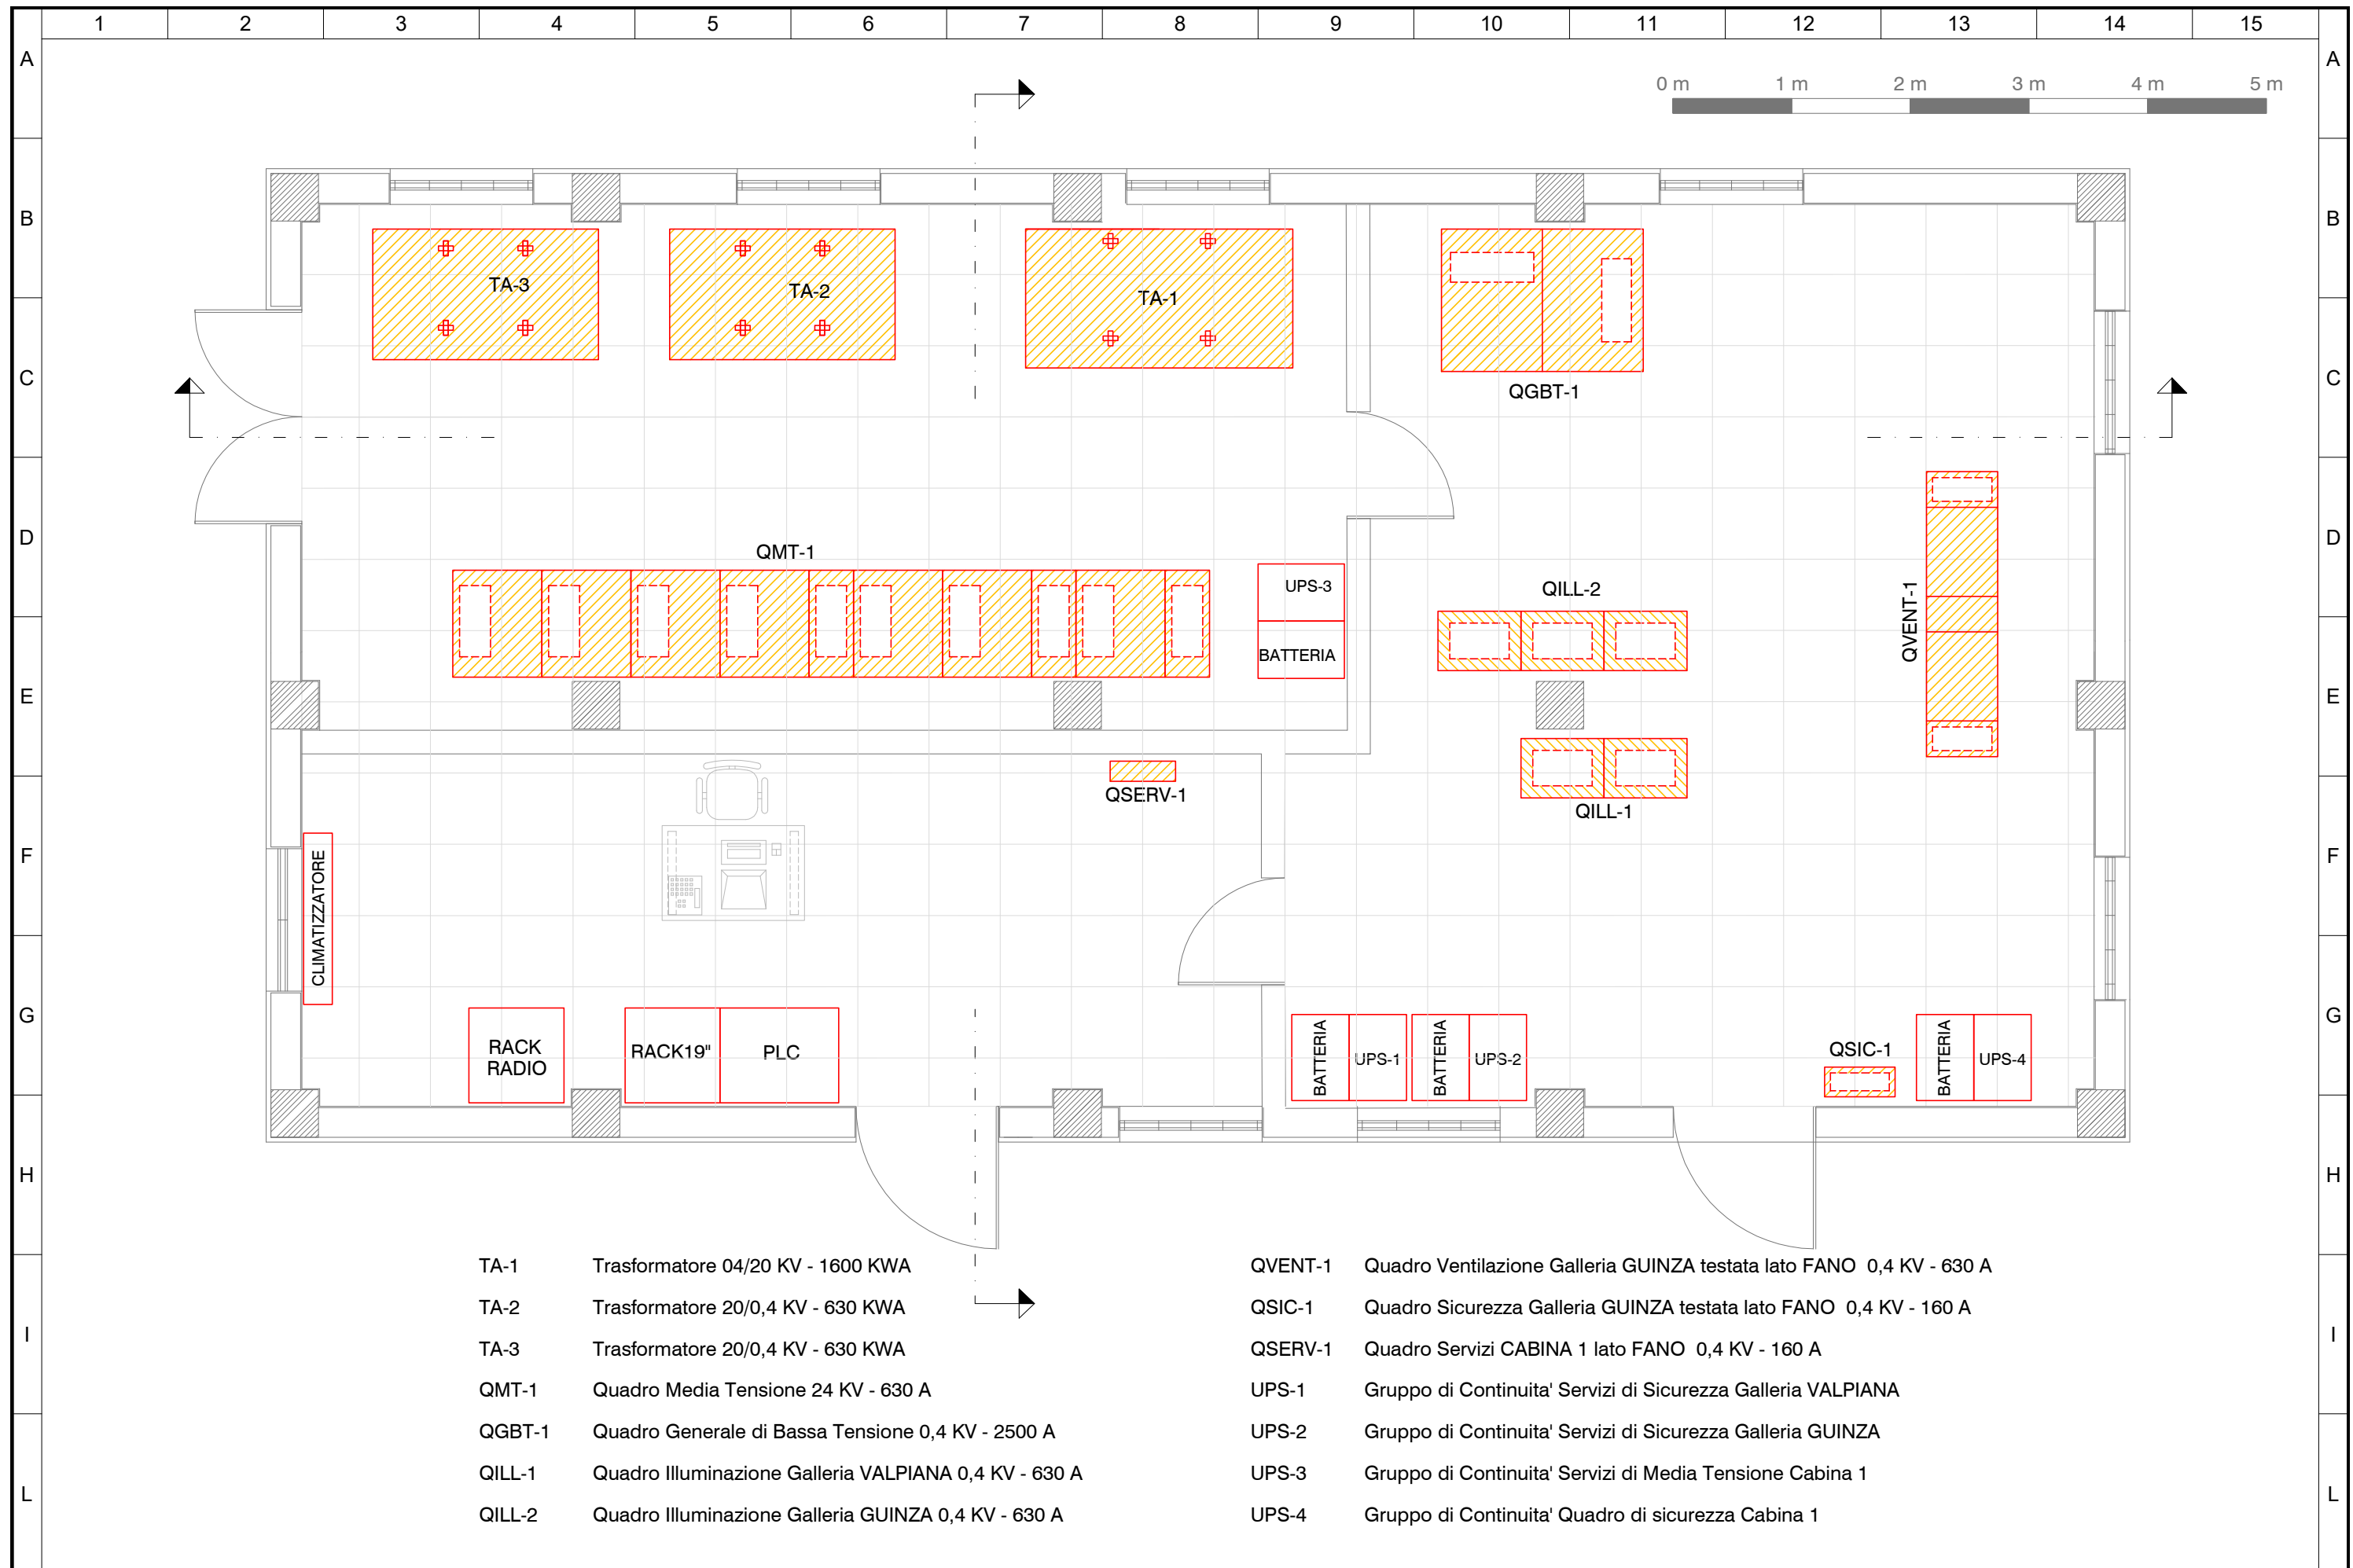 1 2 3 4 5 6 7 8 9 10 11 12 13 14 15
A A
0 m 1 m 2 m 3 m 4 m 5 m
B B
TA-3 TA-2 TA-1
C C
QGBT-1
D D
QMT-1
UPS-3
QILL-2
QVENT-1
BATTERIA
E E
QSERV-1
QILL-1
F F
CLIMATIZZATORE
G G
RACK
RADIO
RACK19"
PLC
BATTERIA
UPS-1
BATTERIA
UPS-2
QSIC-1
BATTERIA
UPS-4
H H
TA-1 Trasformatore 04/20 KV - 1600 KWA
TA-2 Trasformatore 20/0,4 KV - 630 KWA
TA-3 Trasformatore 20/0,4 KV - 630 KWA
QMT-1 Quadro Media Tensione 24 KV - 630 A
QGBT-1 Quadro Generale di Bassa Tensione 0,4 KV - 2500 A
QILL-1 Quadro Illuminazione Galleria VALPIANA 0,4 KV - 630 A
QILL-2 Quadro Illuminazione Galleria GUINZA 0,4 KV - 630 A
QVENT-1 Quadro Ventilazione Galleria GUINZA testata lato FANO 0,4 KV - 630 A
QSIC-1 Quadro Sicurezza Galleria GUINZA testata lato FANO 0,4 KV - 160 A
QSERV-1 Quadro Servizi CABINA 1 lato FANO 0,4 KV - 160 A
UPS-1 Gruppo di Continuita' Servizi di Sicurezza Galleria VALPIANA
UPS-2 Gruppo di Continuita' Servizi di Sicurezza Galleria GUINZA
UPS-3 Gruppo di Continuita' Servizi di Media Tensione Cabina 1
UPS-4 Gruppo di Continuita' Quadro di sicurezza Cabina 1
I I
L L